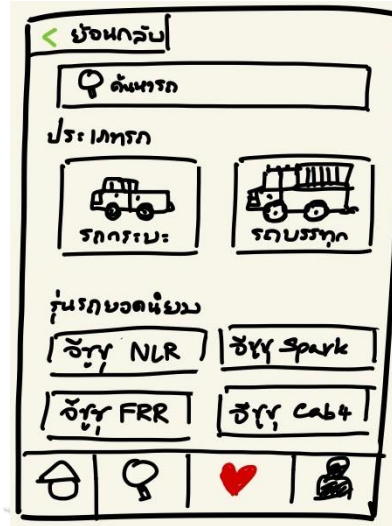 < ย้อนกลับ
ค้นหารถ
ประเภทรถ
รถกระบะ รถบรรทุก
รุ่นรถยอดนิยม
อีซูซุ NLR อีซูซุ Spark
อีซูซุ FRR อีซูซุ Cab4